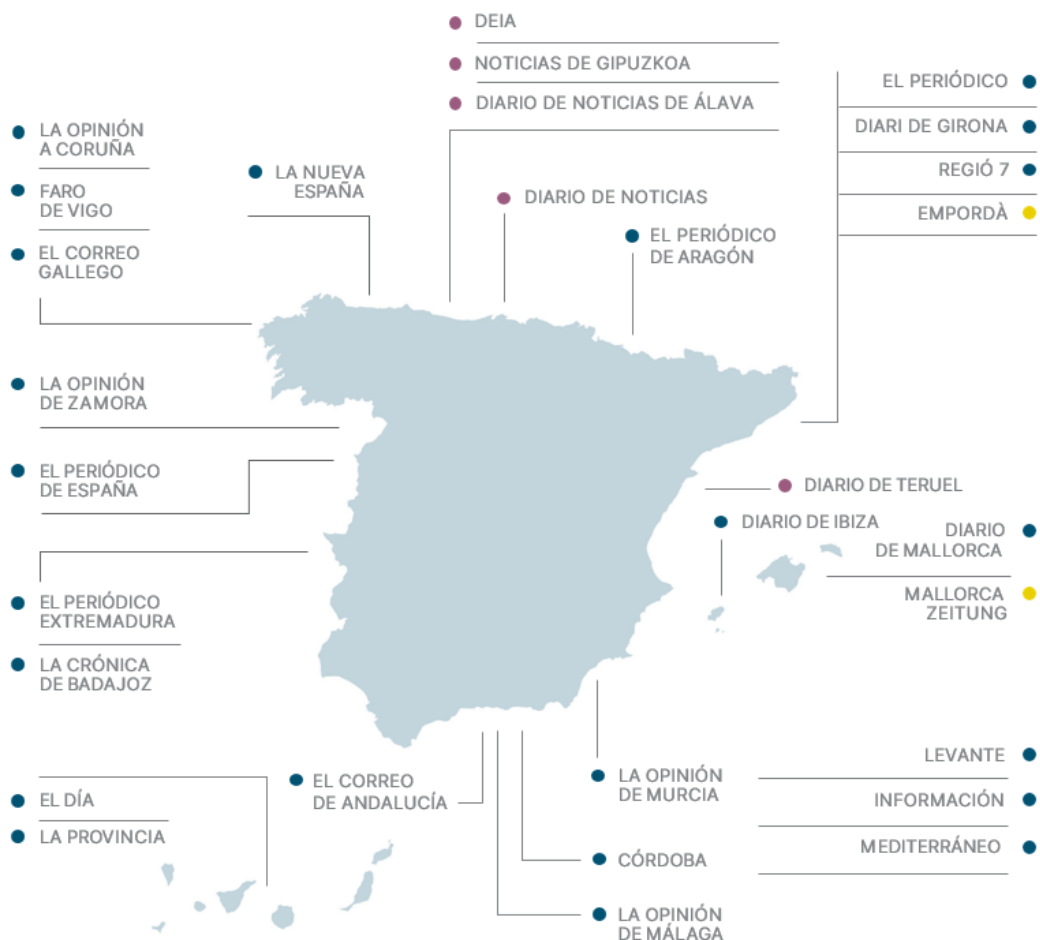 DEIA
NOTICIAS DE GIPUZKOA
DIARIO DE NOTICIAS DE ÁLAVA
EL PERIÓDICO
DIARI DE GIRONA
REGIÓ 7
EMPORDÀ
LA OPINIÓN
A CORUÑA
FARO
DE VIGO
EL CORREO
GALLEGO
LA NUEVA
ESPAÑA
DIARIO DE NOTICIAS
EL PERIÓDICO
DE ARAGÓN
LA OPINIÓN
DE ZAMORA
EL PERIÓDICO
DE ESPAÑA
DIARIO DE TERUEL
DIARIO DE IBIZA
DIARIO
DE MALLORCA
MALLORCA
ZEITUNG
EL PERIÓDICO
EXTREMADURA
LA CRÓNICA
DE BADAJOZ
EL DÍA
LA PROVINCIA
EL CORREO
DE ANDALUCÍA
LA OPINIÓN
DE MURCIA
CÓRDOBA
LA OPINIÓN
DE MÁLAGA
LEVANTE
INFORMACIÓN
MEDITERRÁNEO